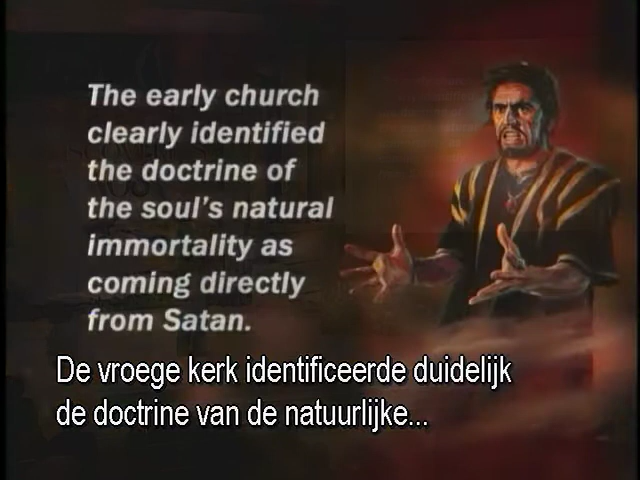 The early church
clearly identified
the doctrine of
the soul's natural
immortality as
coming directly
from Satan.
De vroege kerk identificeerde duidelijk
de doctrine van de natuurlijke...